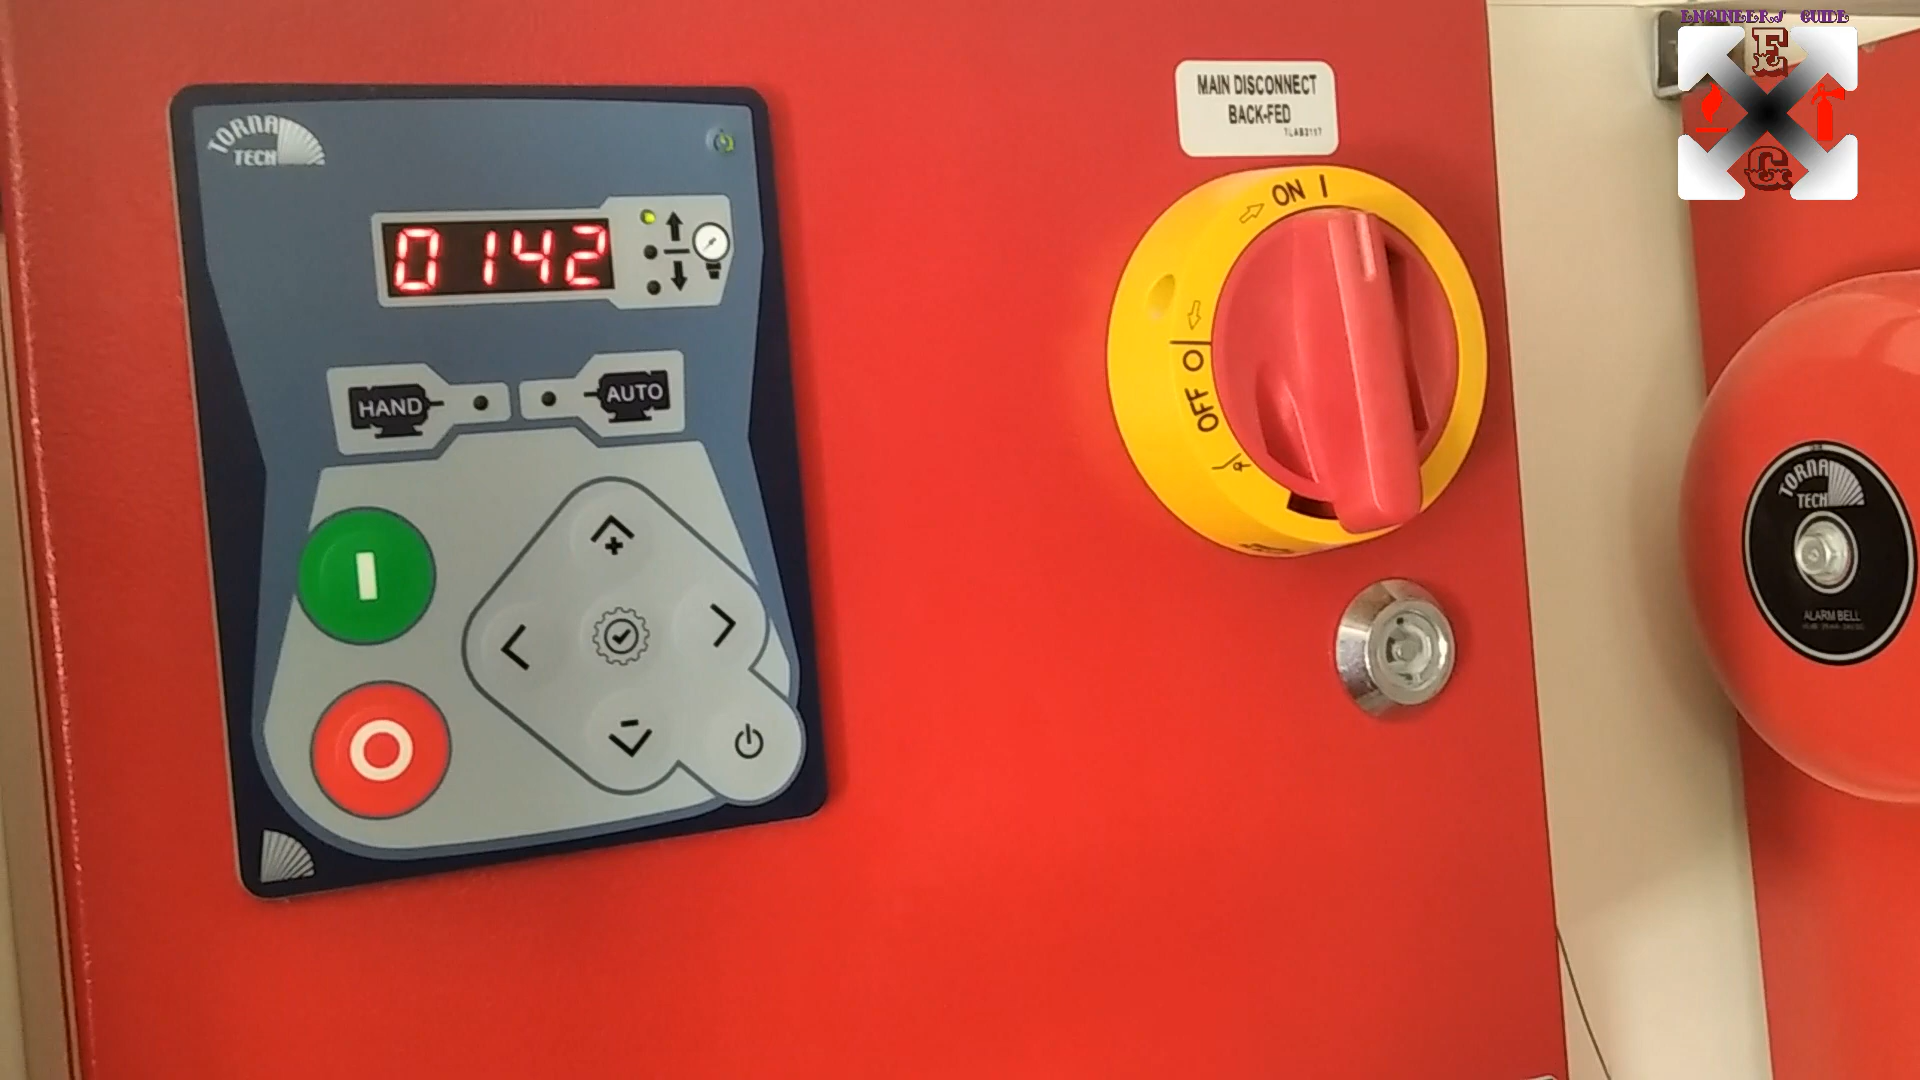 ENGINEERS GUIDE
E
G
TORNA
TECH
0142
HAND
AUTO
MAIN DISCONNECT
BACK-FED
ON I
OFF O
TORNA
TECH
ALARM BELL